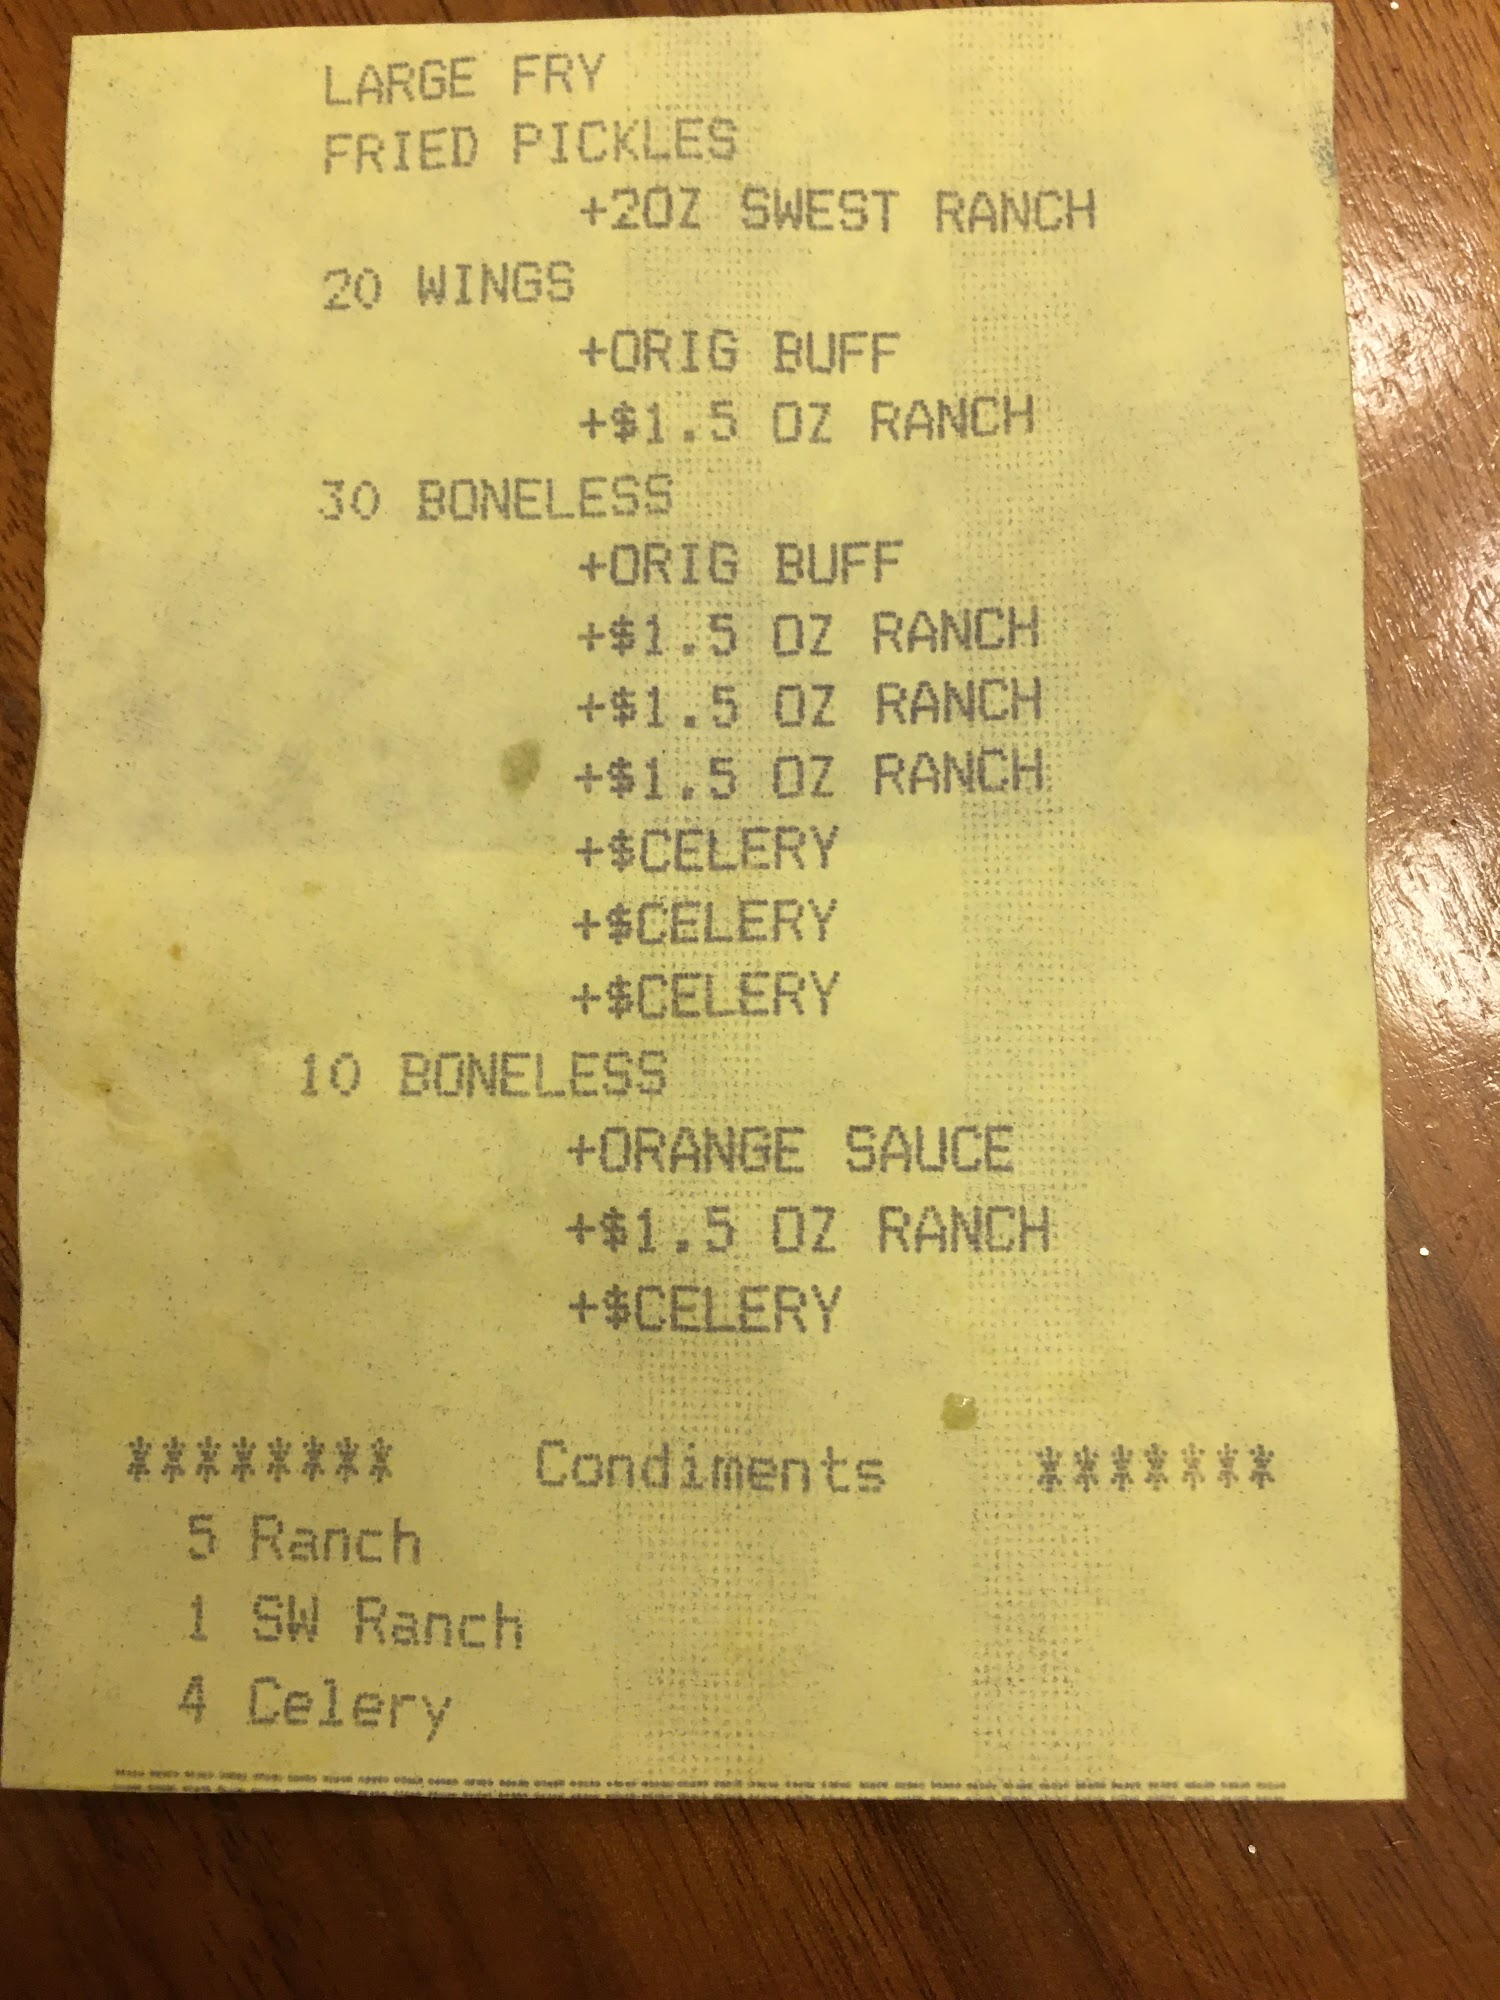 LARGE FRY
FRIED PICKLES
+2OZ SWEST RANCH
20 WINGS
+ORIG BUFF
+$1.5 OZ RANCH
30 BONELESS
+ORIG BUFF
+$1.5 OZ RANCH
+$1.5 OZ RANCH
+$1.5 OZ RANCH
+$CELERY
+$CELERY
+$CELERY
10 BONELESS
+ORANGE SAUCE
+$1.5 OZ RANCH
+$CELERY
******** Condiments *******
5 Ranch
1 SW Ranch
4 Celery